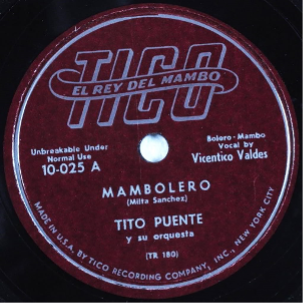 TICO
EL REY DEL MAMBO
Unbreakable Under
Normal Use
10-025 A
Bolero - Mambo
Vocal by
Vicentico Valdes
MAMBOLERO
(Milta Sanchez)
TITO PUENTE
y su orquesta
(TR 180)
MADE IN U.S.A. BY TICO RECORDING COMPANY, INC., NEW YORK CITY